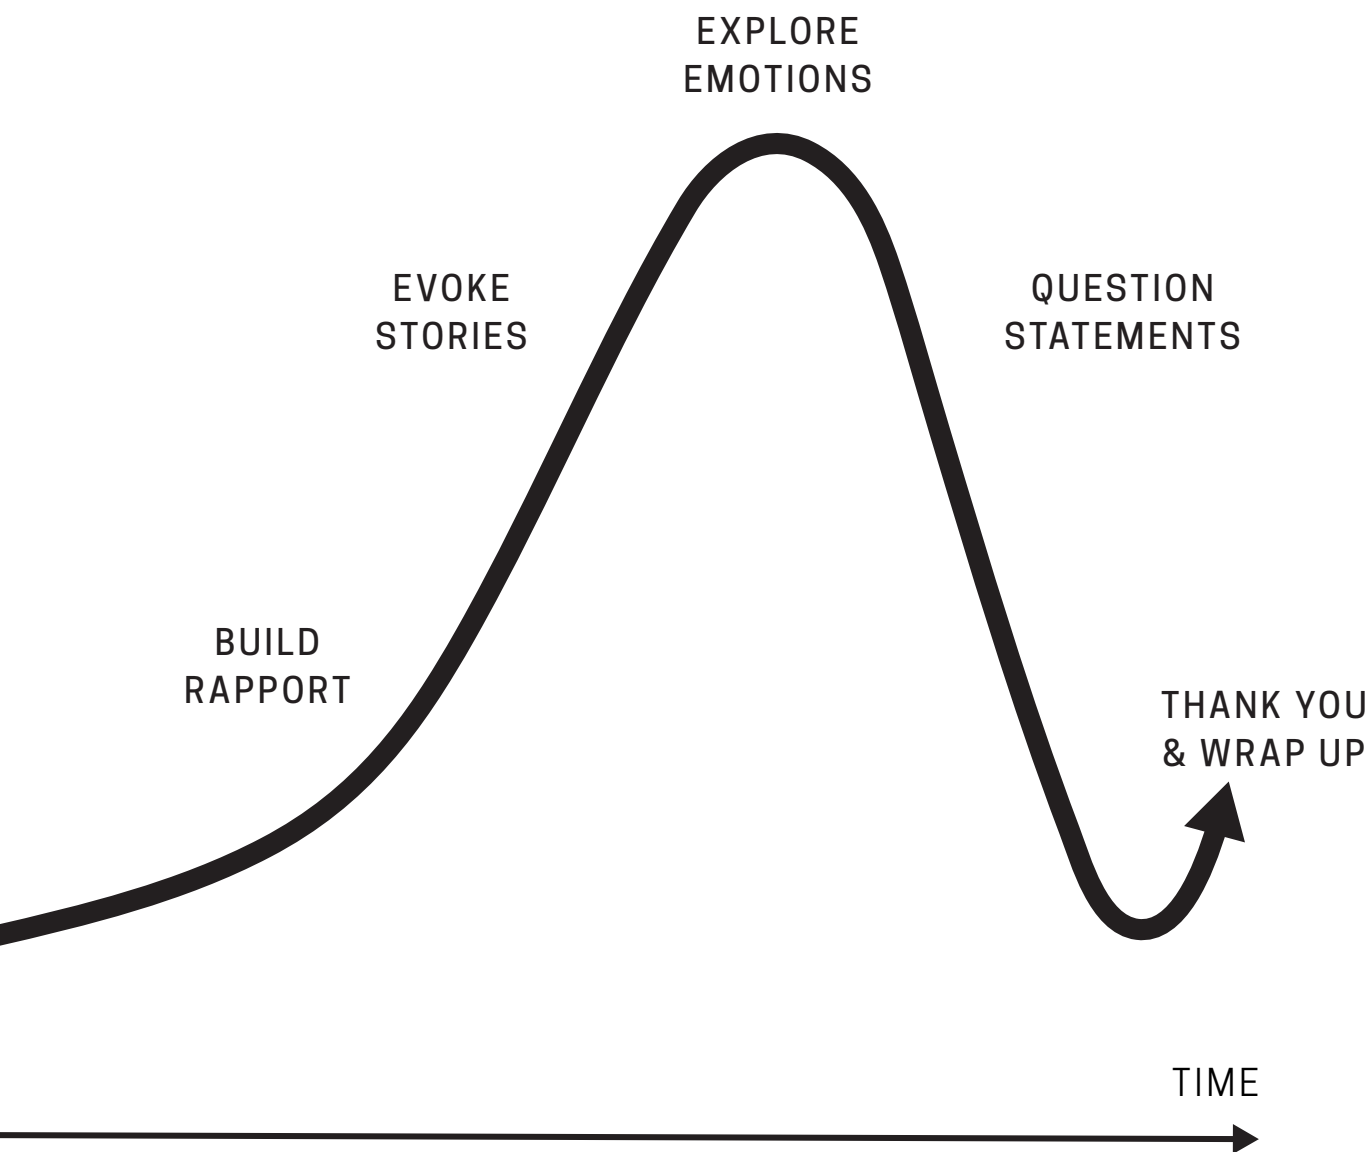 EXPLORE
EMOTIONS
EVOKE
STORIES
QUESTION
STATEMENTS
BUILD
RAPPORT
THANK YOU
& WRAP UP
TIME